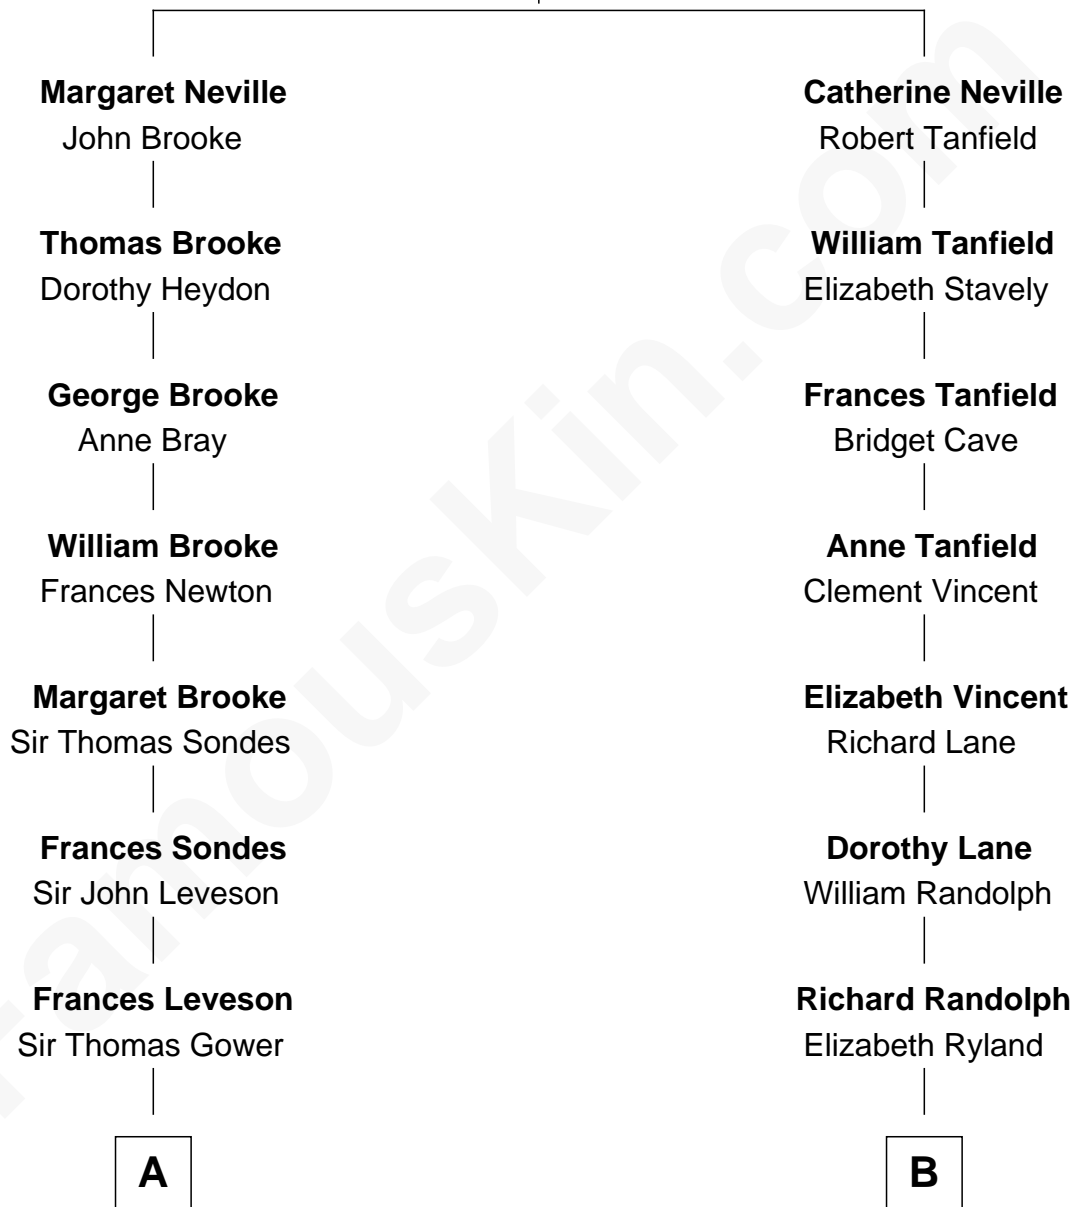 Margaret Neville
John Brooke
Thomas Brooke
Dorothy Heydon
George Brooke
Anne Bray
William Brooke
Frances Newton
Margaret Brooke
Sir Thomas Sondes
Frances Sondes
Sir John Leveson
Frances Leveson
Sir Thomas Gower
A
Catherine Neville
Robert Tanfield
William Tanfield
Elizabeth Stavely
Frances Tanfield
Bridget Cave
Anne Tanfield
Clement Vincent
Elizabeth Vincent
Richard Lane
Dorothy Lane
William Randolph
Richard Randolph
Elizabeth Ryland
B
FamousKin.com